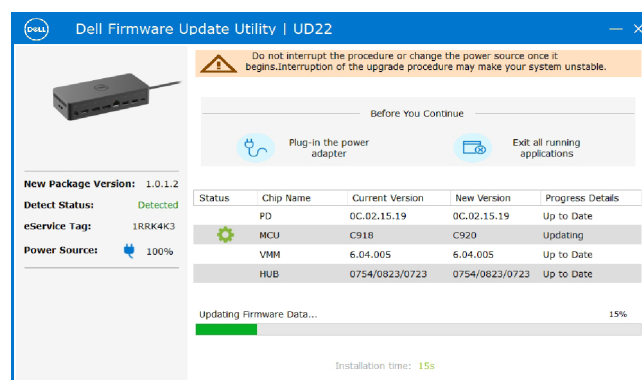 DELL Dell Firmware Update Utility | UD22
Do not interrupt the procedure or change the power source once it
begins.Interruption of the upgrade procedure may make your system unstable.
Before You Continue
Plug-in the power
adapter
Exit all running
applications
New Package Version: 1.0.1.2
Detect Status: Detected
eService Tag: 1RRK4K3
Power Source: 100%
Status Chip Name Current Version New Version Progress Details
PD 0C.02.15.19 0C.02.15.19 Up to Date
MCU C918 C920 Updating
VMM 6.04.005 6.04.005 Up to Date
HUB 0754/0823/0723 0754/0823/0723 Up to Date
Updating Firmware Data... 15%
Installation time: 15s